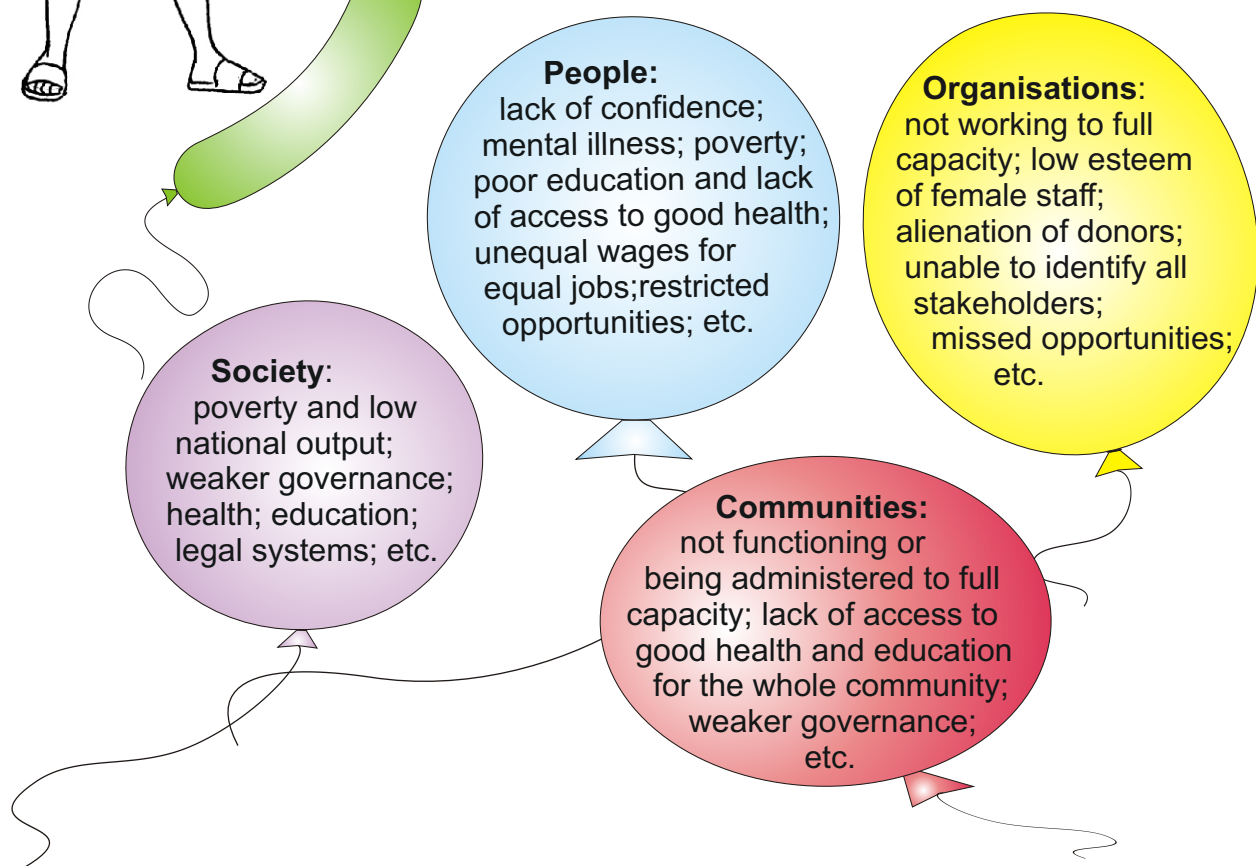 People:
lack of confidence;
mental illness; poverty;
poor education and lack
of access to good health;
unequal wages for
equal jobs;restricted
opportunities; etc.
Organisations:
not working to full
capacity; low esteem
of female staff;
alienation of donors;
unable to identify all
stakeholders;
missed opportunities;
etc.
Society:
poverty and low
national output;
weaker governance;
health; education;
legal systems; etc.
Communities:
not functioning or
being administered to full
capacity; lack of access to
good health and education
for the whole community;
weaker governance;
etc.